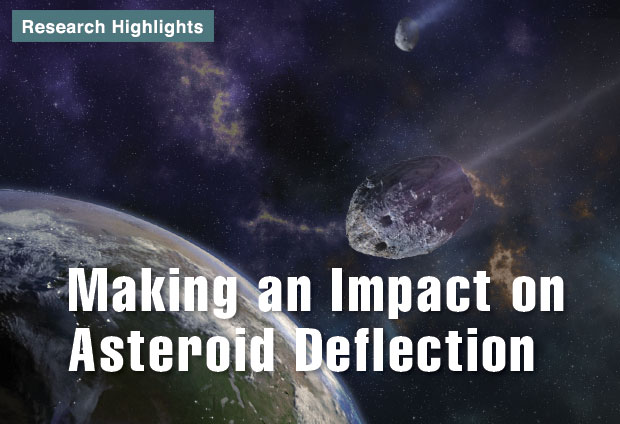 Research Highlights
Making an Impact on
Asteroid Deflection